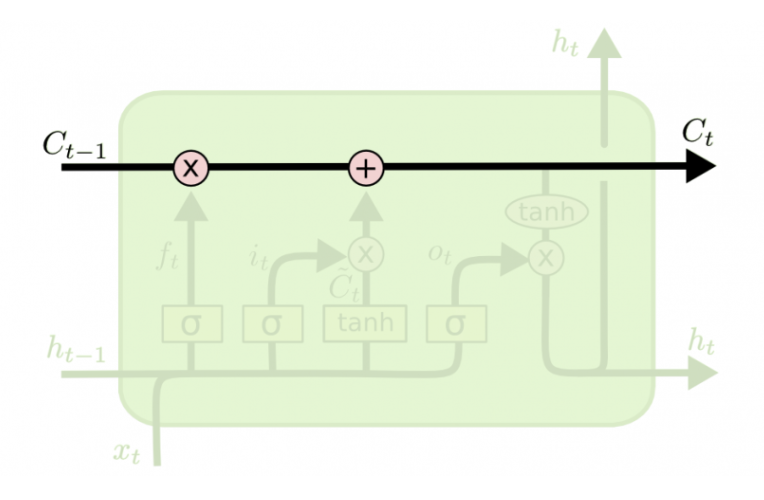 h_t
C_{t-1}
x
+
C_t
tanh
f_t
i_t
x
o_t
x
C̃_t
σ
σ
tanh
σ
h_{t-1}
h_t
x_t